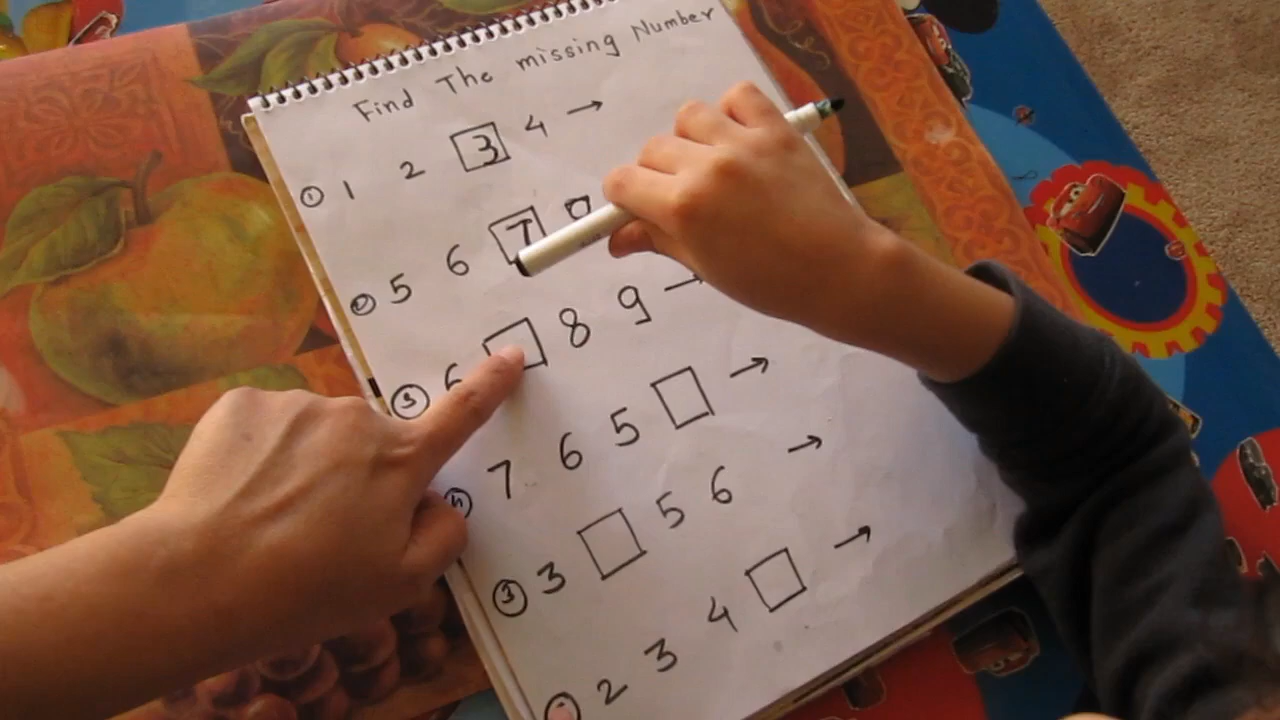 Find The missing Number
① 1 2 3 4 →
② 5 6 7
③ 6 8 9 →
④ 7 6 5 →
③ 3 5 6 →
2 3 4 →